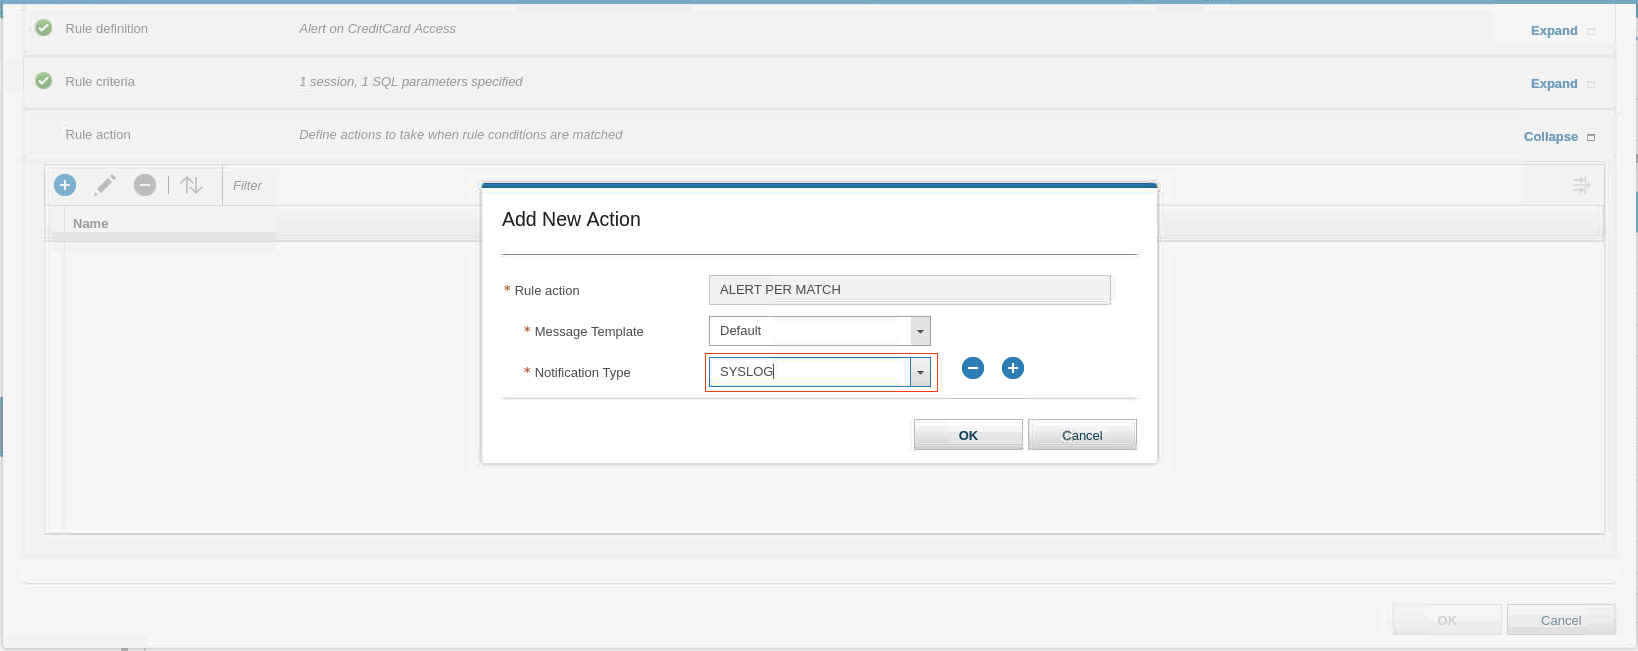 Rule definition Alert on CreditCard Access Expand
Rule criteria 1 session, 1 SQL parameters specified Expand
Rule action Define actions to take when rule conditions are matched Collapse
Filter
Name
Add New Action
* Rule action ALERT PER MATCH
* Message Template Default
* Notification Type SYSLOG
OK Cancel
OK Cancel